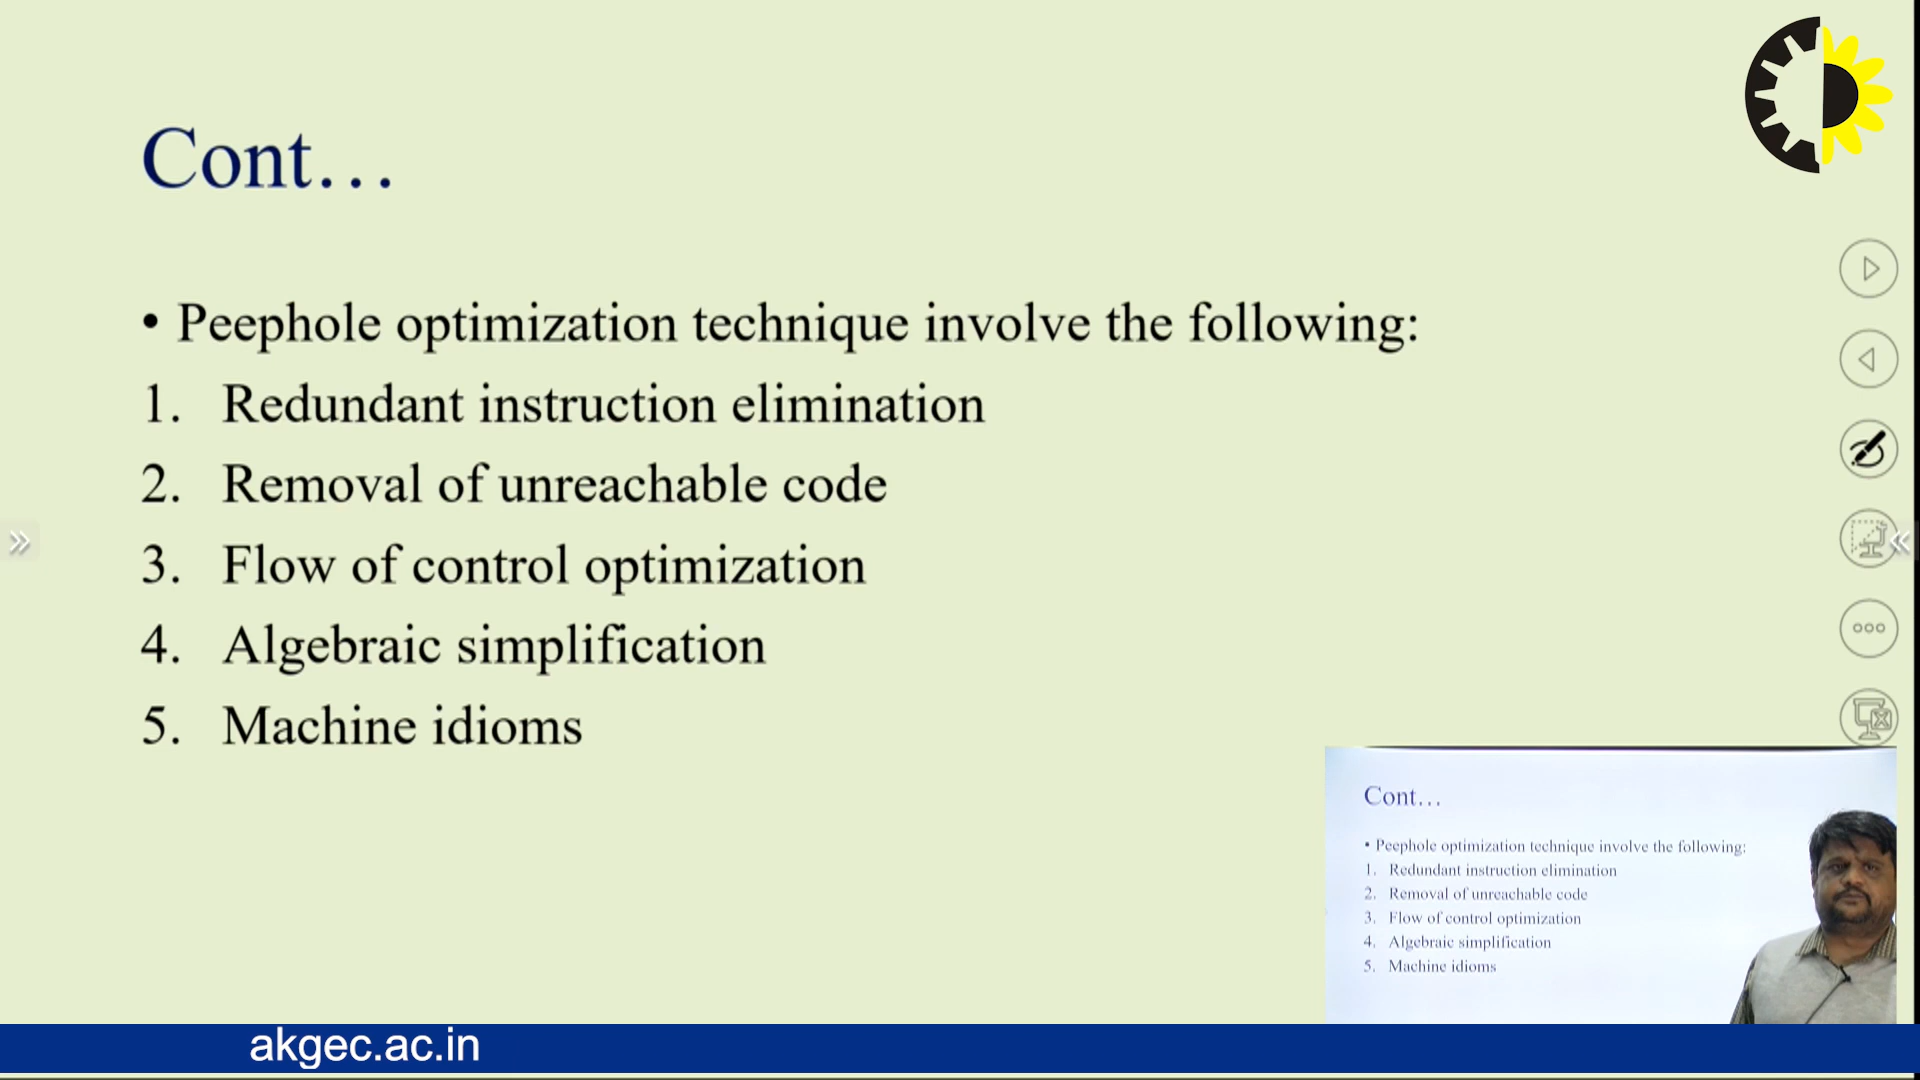 Cont…
• Peephole optimization technique involve the following:
1. Redundant instruction elimination
2. Removal of unreachable code
3. Flow of control optimization
4. Algebraic simplification
5. Machine idioms
Cont…
• Peephole optimization technique involve the following:
1. Redundant instruction elimination
2. Removal of unreachable code
3. Flow of control optimization
4. Algebraic simplification
5. Machine idioms
akgec.ac.in